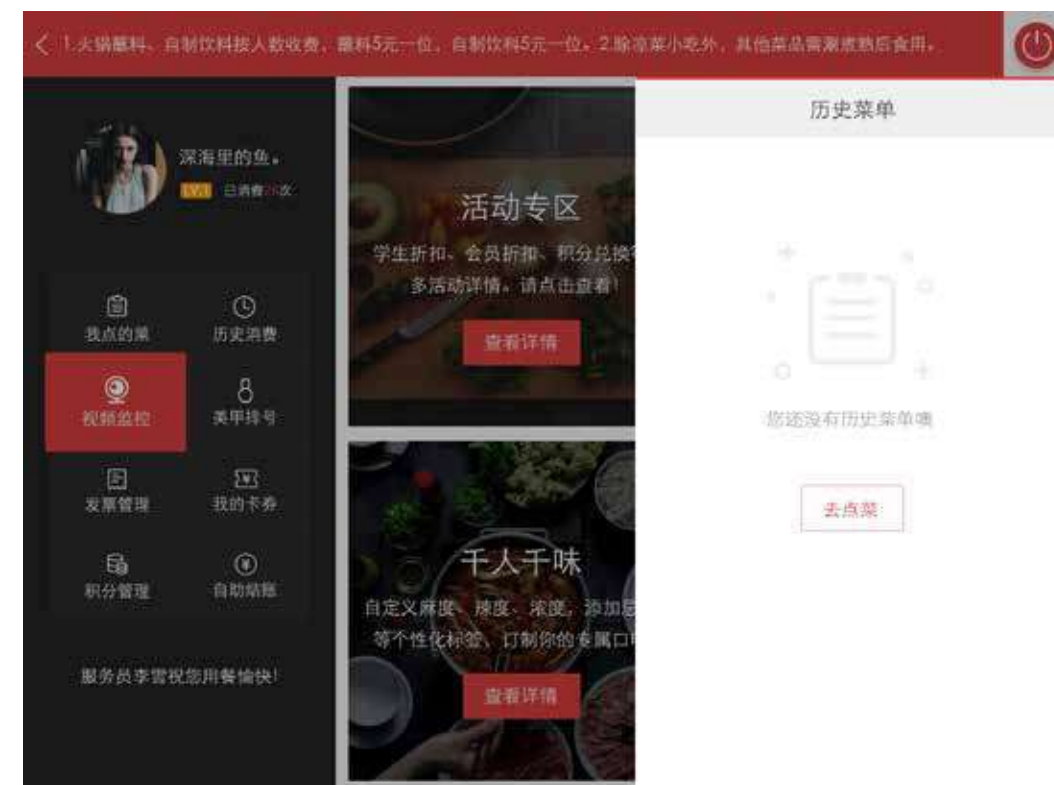 1.火锅蘸料、自制饮料按人数收费，蘸料5元一位，自制饮料5元一位。2.除凉菜小吃外，其他菜品需涮煮熟后食用。
深海里的鱼。
LV.1 已消费26次
我点的菜
历史消费
视频监控
美甲排号
发票管理
我的卡券
积分管理
自助结账
服务员李雪祝您用餐愉快！
活动专区
学生折扣、会员折扣、积分兑换
多活动详情。请点击查看！
查看详情
千人千味
自定义麻度、辣度、浓度，添加
等个性化标签，订制你的专属口
查看详情
历史菜单
您还没有历史菜单噢
去点菜